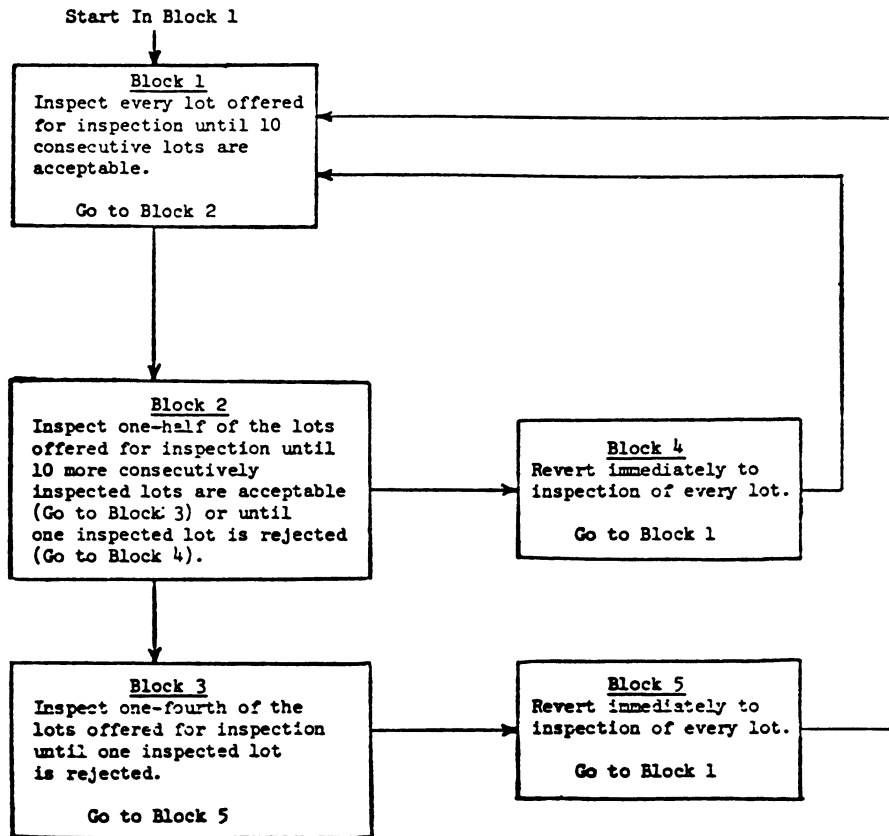 Start In Block 1
Block 1
Inspect every lot offered
for inspection until 10
consecutive lots are
acceptable.
Go to Block 2
Block 2
Inspect one-half of the lots
offered for inspection until
10 more consecutively
inspected lots are acceptable
(Go to Block 3) or until
one inspected lot is rejected
(Go to Block 4).
Block 4
Revert immediately to
inspection of every lot.
Go to Block 1
Block 3
Inspect one-fourth of the
lots offered for inspection
until one inspected lot
is rejected.
Go to Block 5
Block 5
Revert immediately to
inspection of every lot.
Go to Block 1